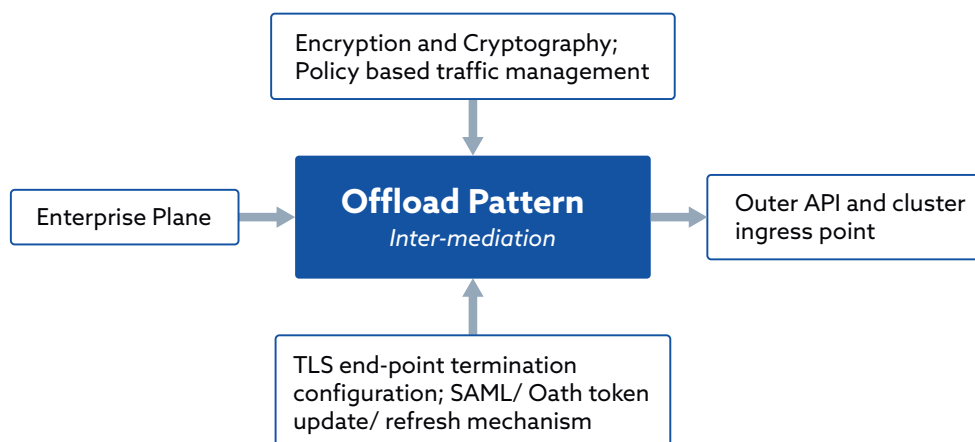 Encryption and Cryptography;
Policy based traffic management
Enterprise Plane
Offload Pattern
Inter-mediation
Outer API and cluster
ingress point
TLS end-point termination
configuration; SAML/ Oath token
update/ refresh mechanism